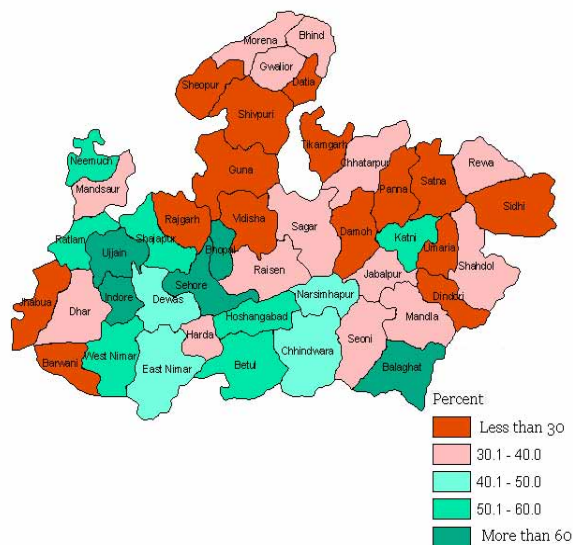 Bhind
Morena
Gwalior
Sheopur
Datia
Shivpuri
Tikamgarh
Chhatarpur
Rewa
Neemuch
Guna
Panna
Satna
Mandsaur
Sidhi
Rajgarh
Vidisha
Sagar
Damoh
Ratlam
Shajapur
Katni
Umaria
Ujjain
Bhopal
Shahdol
Raisen
Jabalpur
Sehore
Jhabua
Indore
Dewas
Narsimhapur
Dindori
Dhar
Hoshangabad
Mandla
Harda
Seoni
Barwani
West Nimar
East Nimar
Betul
Chhindwara
Balaghat
Percent
Less than 30
30.1 - 40.0
40.1 - 50.0
50.1 - 60.0
More than 60